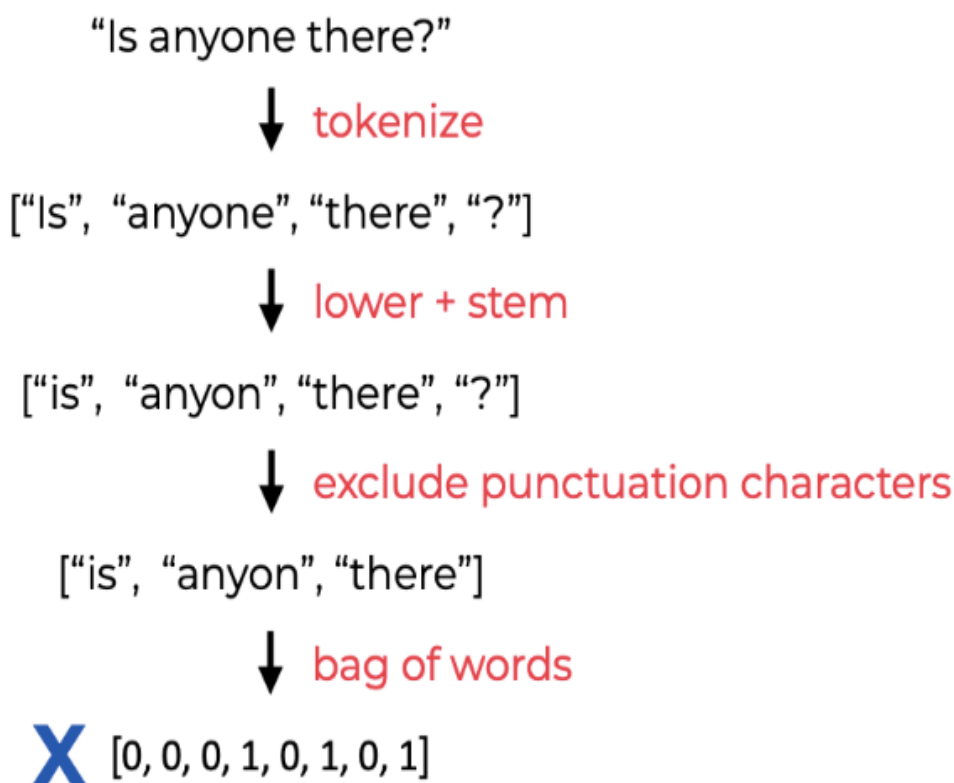 “Is anyone there?”
tokenize
[“Is”, “anyone”, “there”, “?”]
lower + stem
[“is”, “anyon”, “there”, “?”]
exclude punctuation characters
[“is”, “anyon”, “there”]
bag of words
X [0, 0, 0, 1, 0, 1, 0, 1]